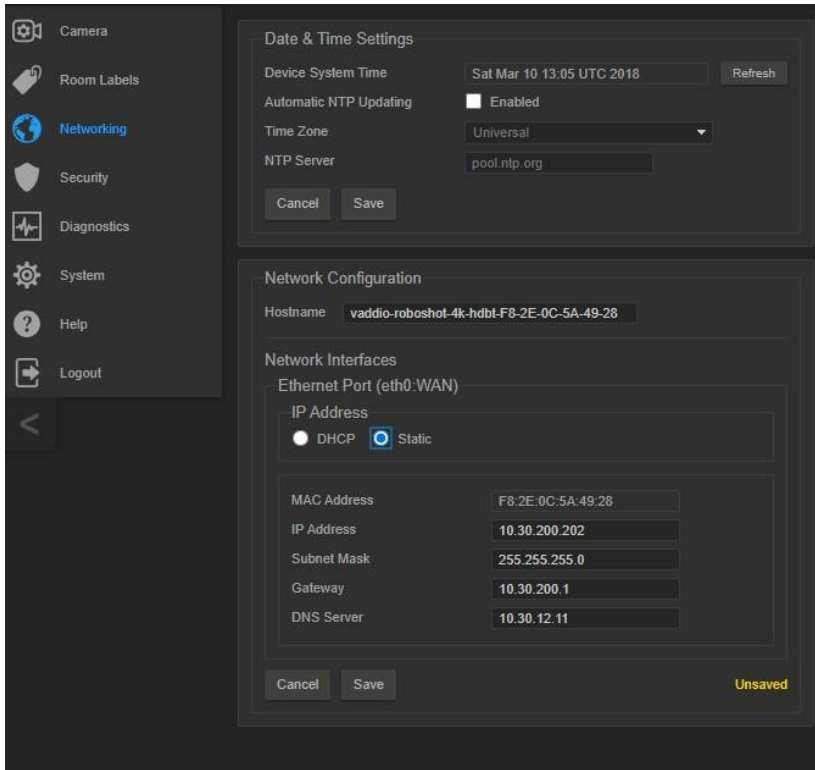 Camera
Room Labels
Networking
Security
Diagnostics
System
Help
Logout
<
Date & Time Settings
Device System Time Sat Mar 10 13:05 UTC 2018 Refresh
Automatic NTP Updating Enabled
Time Zone Universal
NTP Server pool.ntp.org
Cancel Save
Network Configuration
Hostname vaddio-roboshot-4k-hdbt-F8-2E-0C-5A-49-28
Network Interfaces
Ethernet Port (eth0:WAN)
IP Address
DHCP Static
MAC Address F8:2E:0C:5A:49:28
IP Address 10.30.200.202
Subnet Mask 255.255.255.0
Gateway 10.30.200.1
DNS Server 10.30.12.11
Cancel Save Unsaved